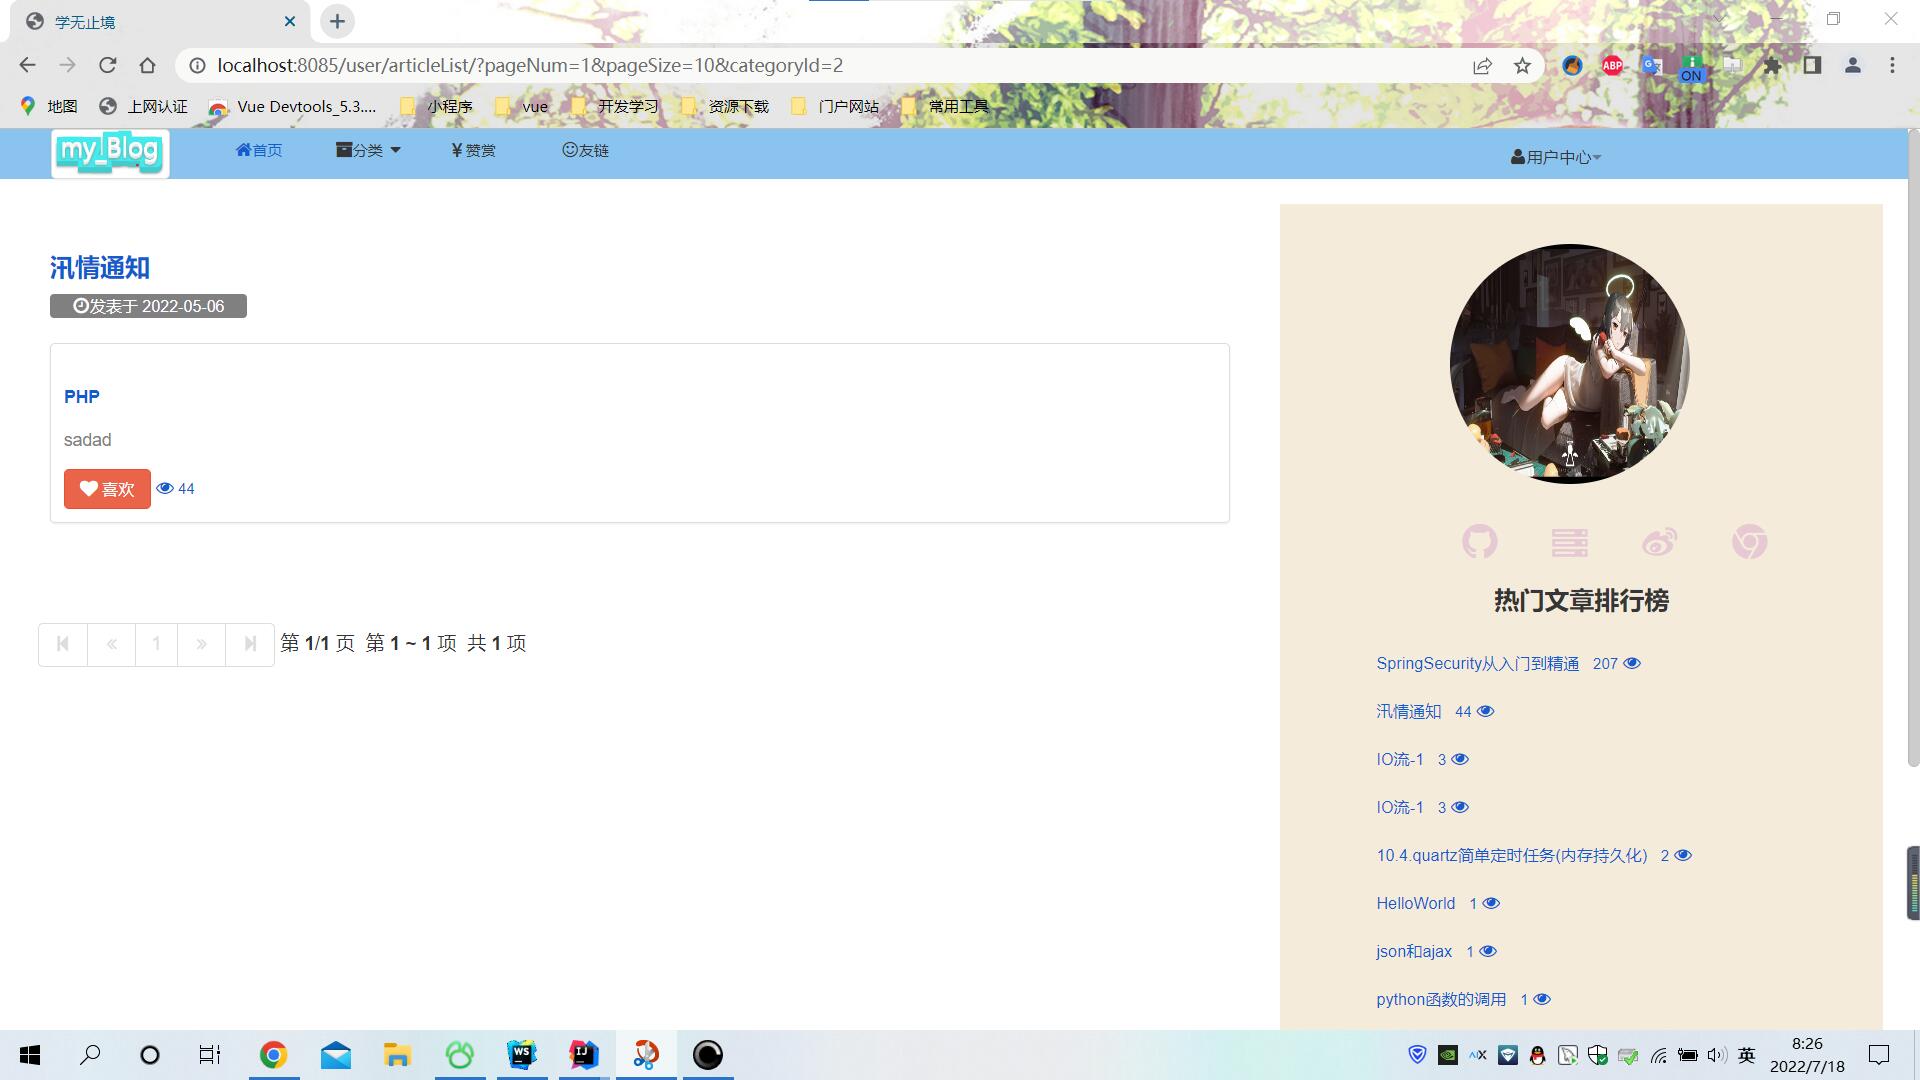 学无止境
localhost:8085/user/articleList/?pageNum=1&pageSize=10&categoryId=2
ABP
ON
地图
上网认证
Vue Devtools_5.3....
小程序
vue
开发学习
资源下载
门户网站
常用工具
my_Blog
首页
分类
¥ 赞赏
友链
用户中心
汛情通知
发表于 2022-05-06
PHP
sadad
喜欢 44
« 1 » 第 1/1 页 第 1 ~ 1 项 共 1 项
热门文章排行榜
SpringSecurity从入门到精通 207
汛情通知 44
IO流-1 3
IO流-1 3
10.4.quartz简单定时任务(内存持久化) 2
HelloWorld 1
json和ajax 1
python函数的调用 1
WS
IJ
英
8:26
2022/7/18